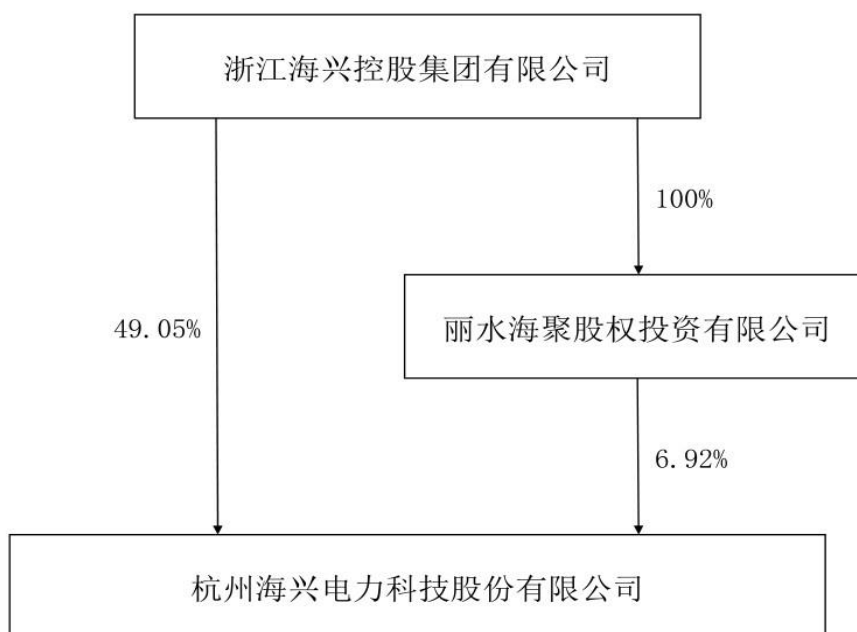 浙江海兴控股集团有限公司
100%
49.05%
丽水海聚股权投资有限公司
6.92%
杭州海兴电力科技股份有限公司